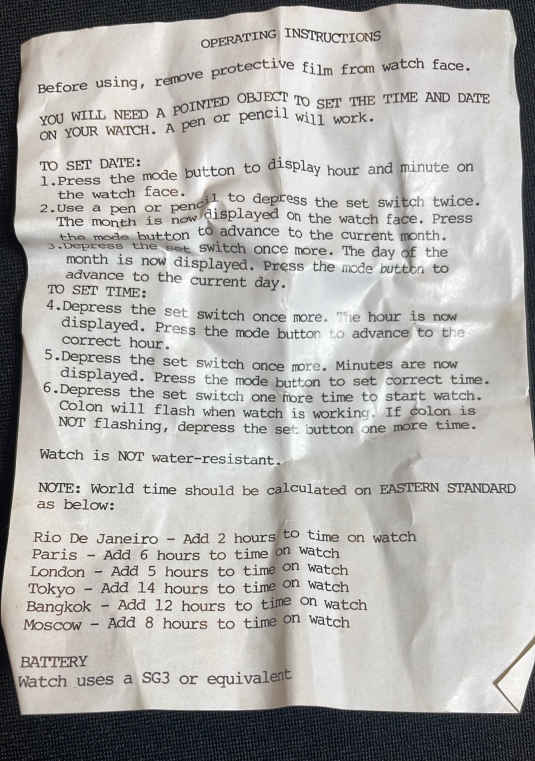 OPERATING INSTRUCTIONS
Before using, remove protective film from watch face.
YOU WILL NEED A POINTED OBJECT TO SET THE TIME AND DATE
ON YOUR WATCH. A pen or pencil will work.
TO SET DATE:
1.Press the mode button to display hour and minute on
the watch face.
2.Use a pen or pencil to depress the set switch twice.
The month is now displayed on the watch face. Press
the mode button to advance to the current month.
3.Depress the set switch once more. The day of the
month is now displayed. Press the mode button to
advance to the current day.
TO SET TIME:
4.Depress the set switch once more. The hour is now
displayed. Press the mode button to advance to the
correct hour.
5.Depress the set switch once more. Minutes are now
displayed. Press the mode button to set correct time.
6.Depress the set switch one more time to start watch.
Colon will flash when watch is working. If colon is
NOT flashing, depress the set button one more time.
Watch is NOT water-resistant.
NOTE: World time should be calculated on EASTERN STANDARD
as below:
Rio De Janeiro - Add 2 hours to time on watch
Paris - Add 6 hours to time on watch
London - Add 5 hours to time on watch
Tokyo - Add 14 hours to time on watch
Bangkok - Add 12 hours to time on watch
Moscow - Add 8 hours to time on watch
BATTERY
Watch uses a SG3 or equivalent